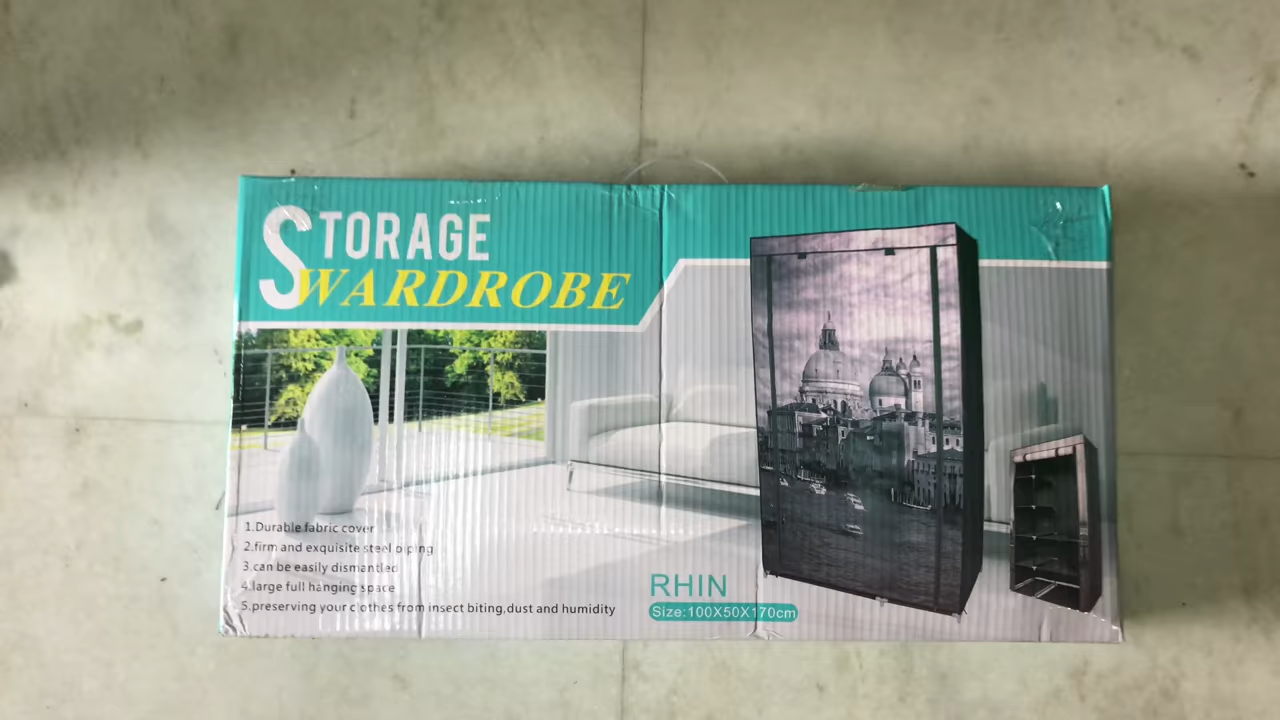 STORAGE
WARDROBE
1.Durable fabric cover
2.firm and exquisite steel piping
3.can be easily dismantled
4.large full hanging space
5.preserving your clothes from insect biting,dust and humidity
RHIN
Size:100X50X170cm